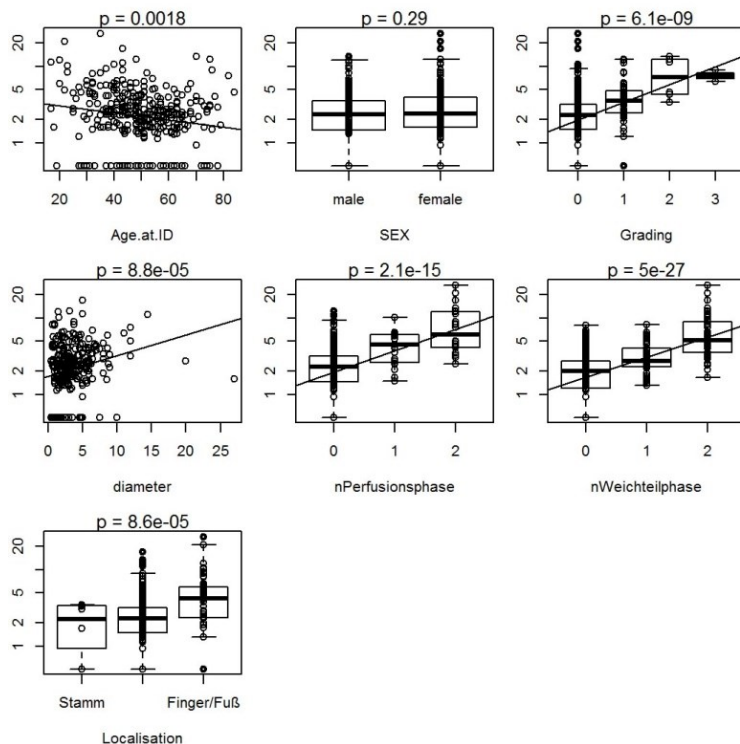 p = 0.0018
p = 0.29
p = 6.1e-09
20
5
2
1
20
5
2
1
20
5
2
1
20 40 60 80
male female
0 1 2 3
Age.at.ID
SEX
Grading
p = 8.8e-05
p = 2.1e-15
p = 5e-27
20
5
2
1
20
5
2
1
20
5
2
1
0 5 10 15 20 25
0 1 2
0 1 2
diameter
nPerfusionsphase
nWeichteilphase
p = 8.6e-05
20
5
2
1
Stamm Finger/Fuß
Localisation